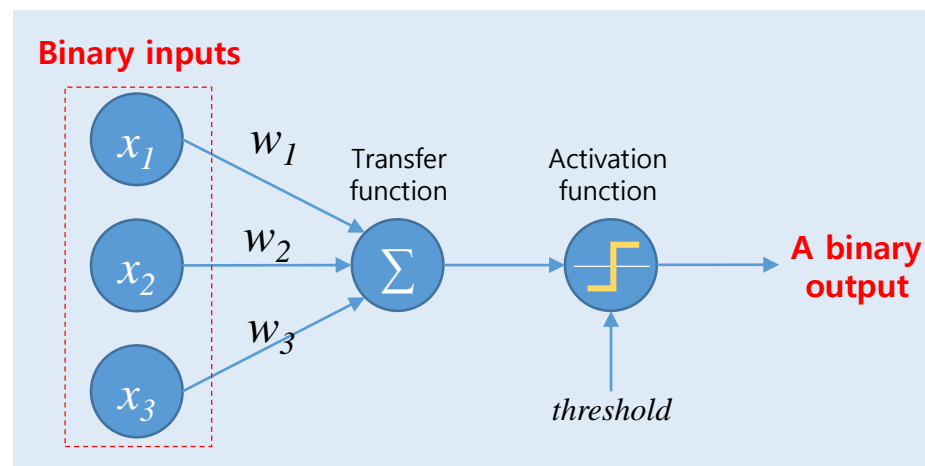 Binary inputs
x1
w1
Transfer
function
Activation
function
x2
w2
∑
A binary
output
w3
x3
threshold